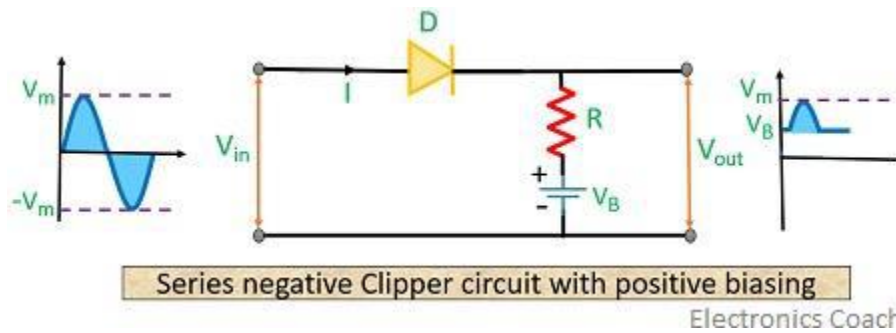 D
Vm
I
R
Vin
Vout
Vm
VB
+
-
VB
-Vm
Series negative Clipper circuit with positive biasing
Electronics Coach